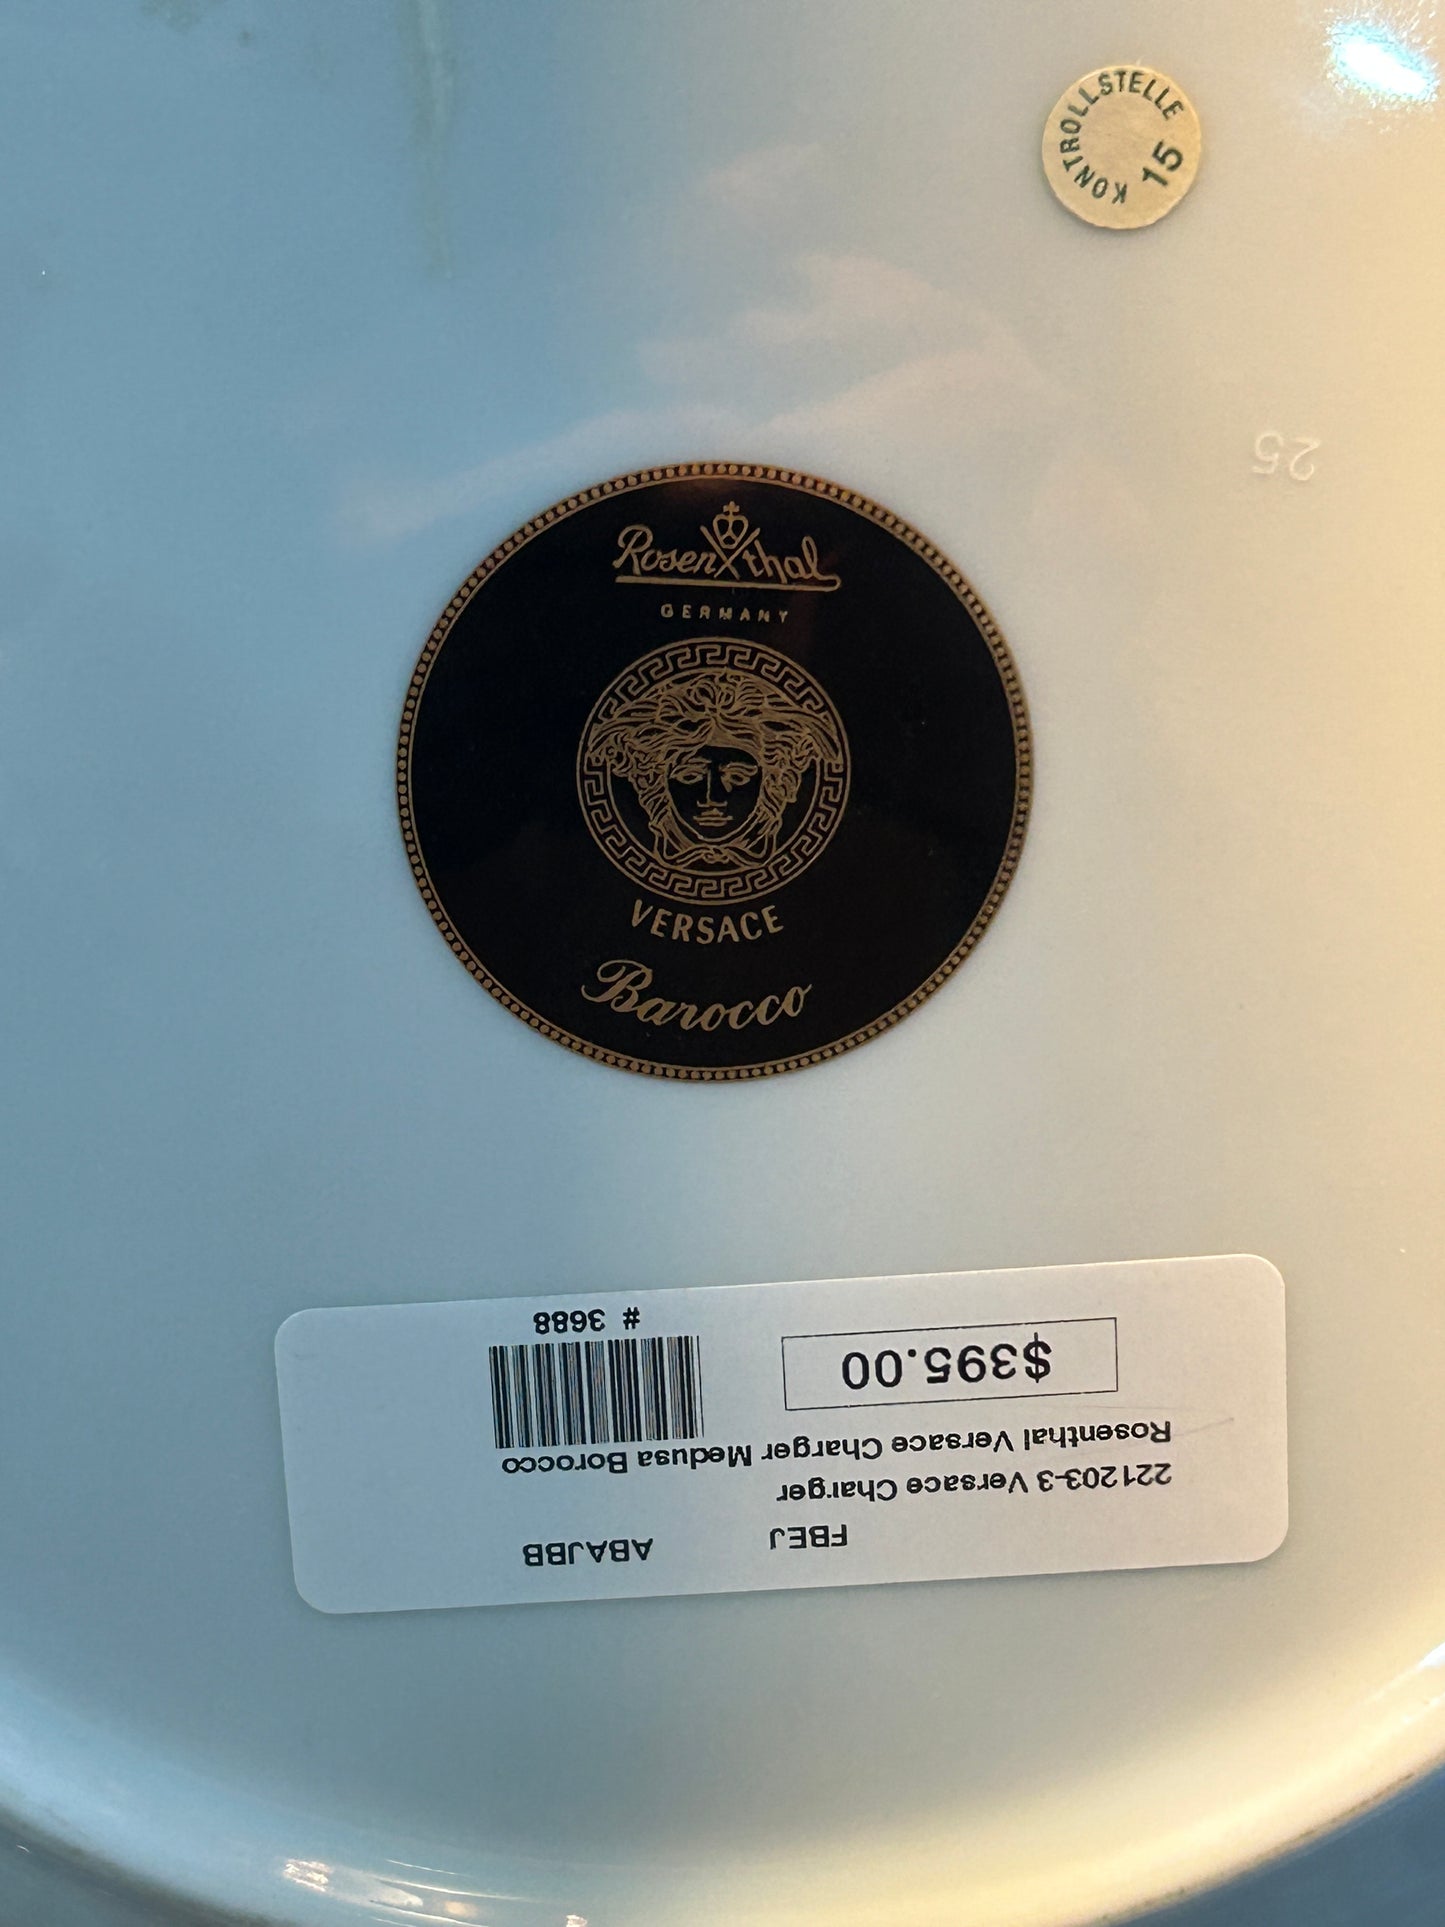 KONTROLLSTELLE
15
25
Rosenthal
GERMANY
VERSACE
Barocco
FBEJ ABAJBB
221203-3 Versace Charger
Rosenthal Versace Charger Medusa Borocco
$395.00
# 3688